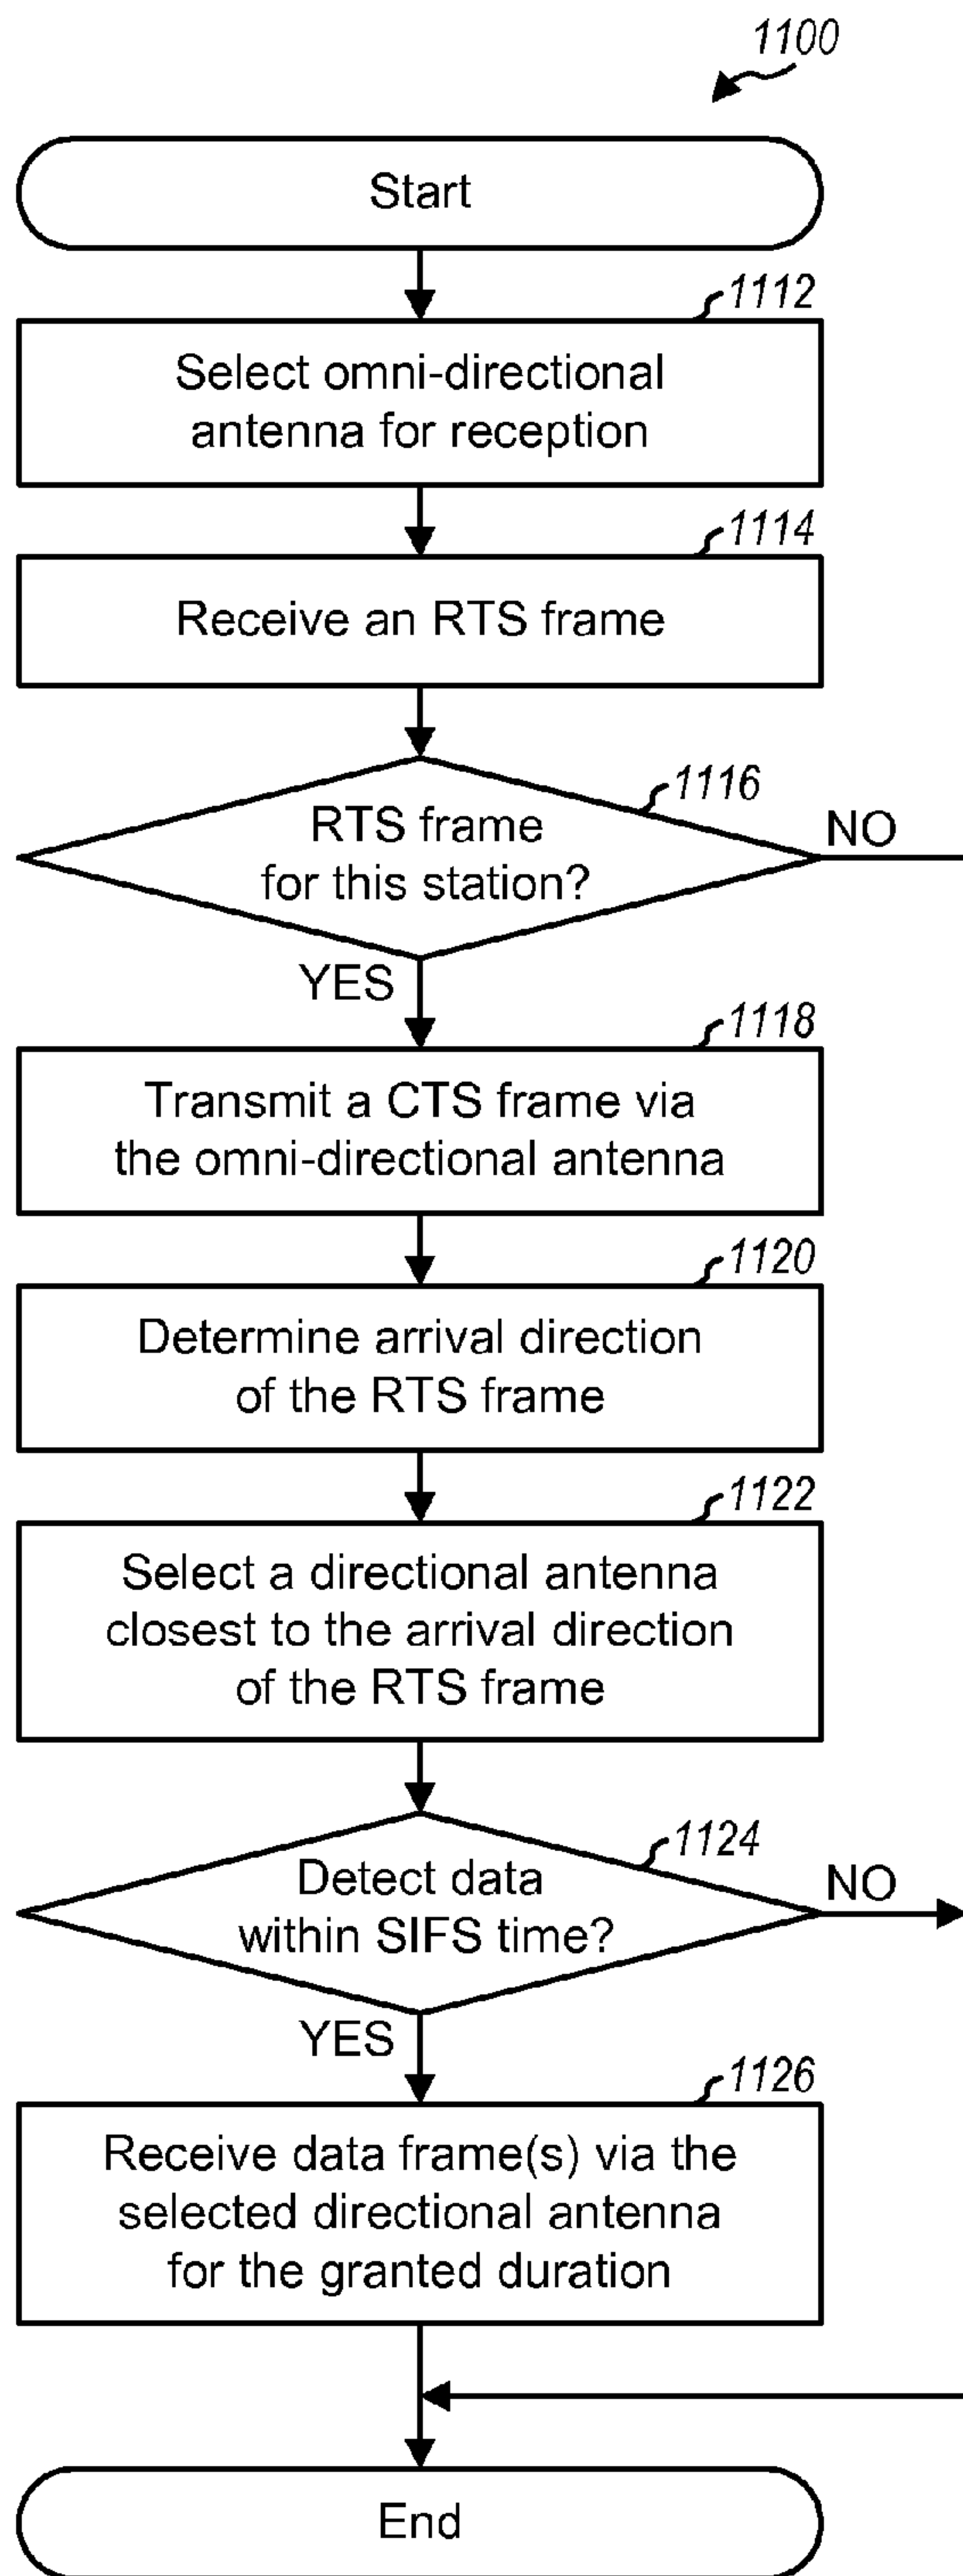 1100
Start
1112
Select omni-directional
antenna for reception
1114
Receive an RTS frame
1116
RTS frame
for this station?
NO
YES
1118
Transmit a CTS frame via
the omni-directional antenna
1120
Determine arrival direction
of the RTS frame
1122
Select a directional antenna
closest to the arrival direction
of the RTS frame
1124
Detect data
within SIFS time?
NO
YES
1126
Receive data frame(s) via the
selected directional antenna
for the granted duration
End